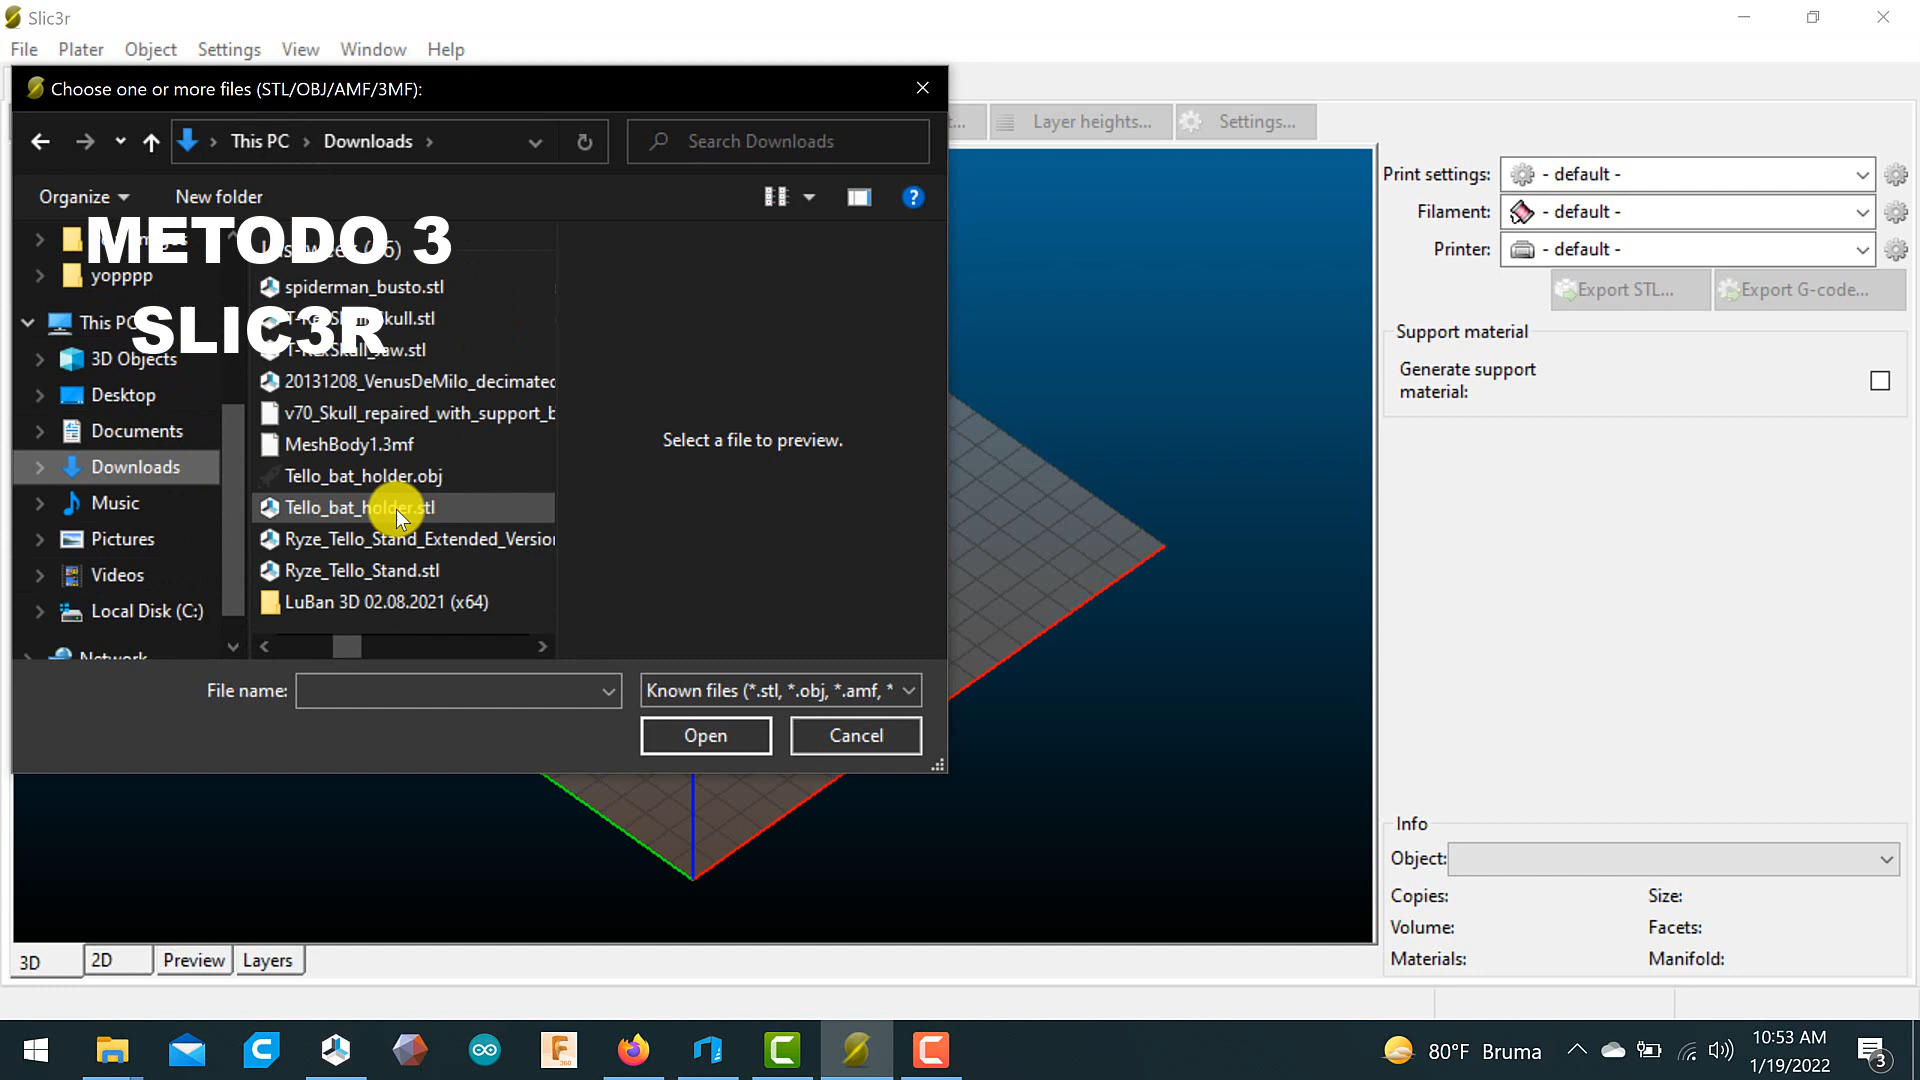 Slic3r
File Plater Object Settings View Window Help
Choose one or more files (STL/OBJ/AMF/3MF):
This PC Downloads
Search Downloads
Organize New folder
METODO 3
SLIC3R
yopppp
This PC
3D Objects
Desktop
Documents
Downloads
Music
Pictures
Videos
Local Disk (C:)
Network
spiderman_busto.stl
20131208_VenusDeMilo_decimated
v70_Skull_repaired_with_support_b
MeshBody1.3mf
Tello_bat_holder.obj
Tello_bat_holder.stl
Ryze_Tello_Stand_Extended_Version
Ryze_Tello_Stand.stl
LuBan 3D 02.08.2021 (x64)
Select a file to preview.
File name:
Known files (*.stl, *.obj, *.amf, *
Open Cancel
Layer heights... Settings...
Print settings: - default -
Filament: - default -
Printer: - default -
Export STL... Export G-code...
Support material
Generate support
material:
Info
Object:
Copies: Size:
Volume: Facets:
Materials: Manifold:
3D 2D Preview Layers
80°F Bruma
10:53 AM
1/19/2022
3